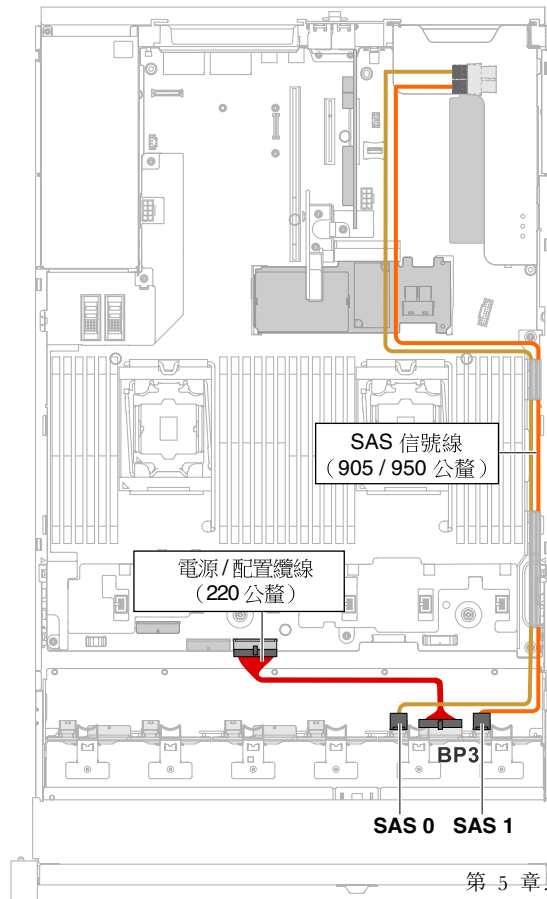 SAS 信號線
（905 / 950 公釐）
電源 / 配置纜線
（220 公釐）
BP3
SAS 0 SAS 1
第 5 章.